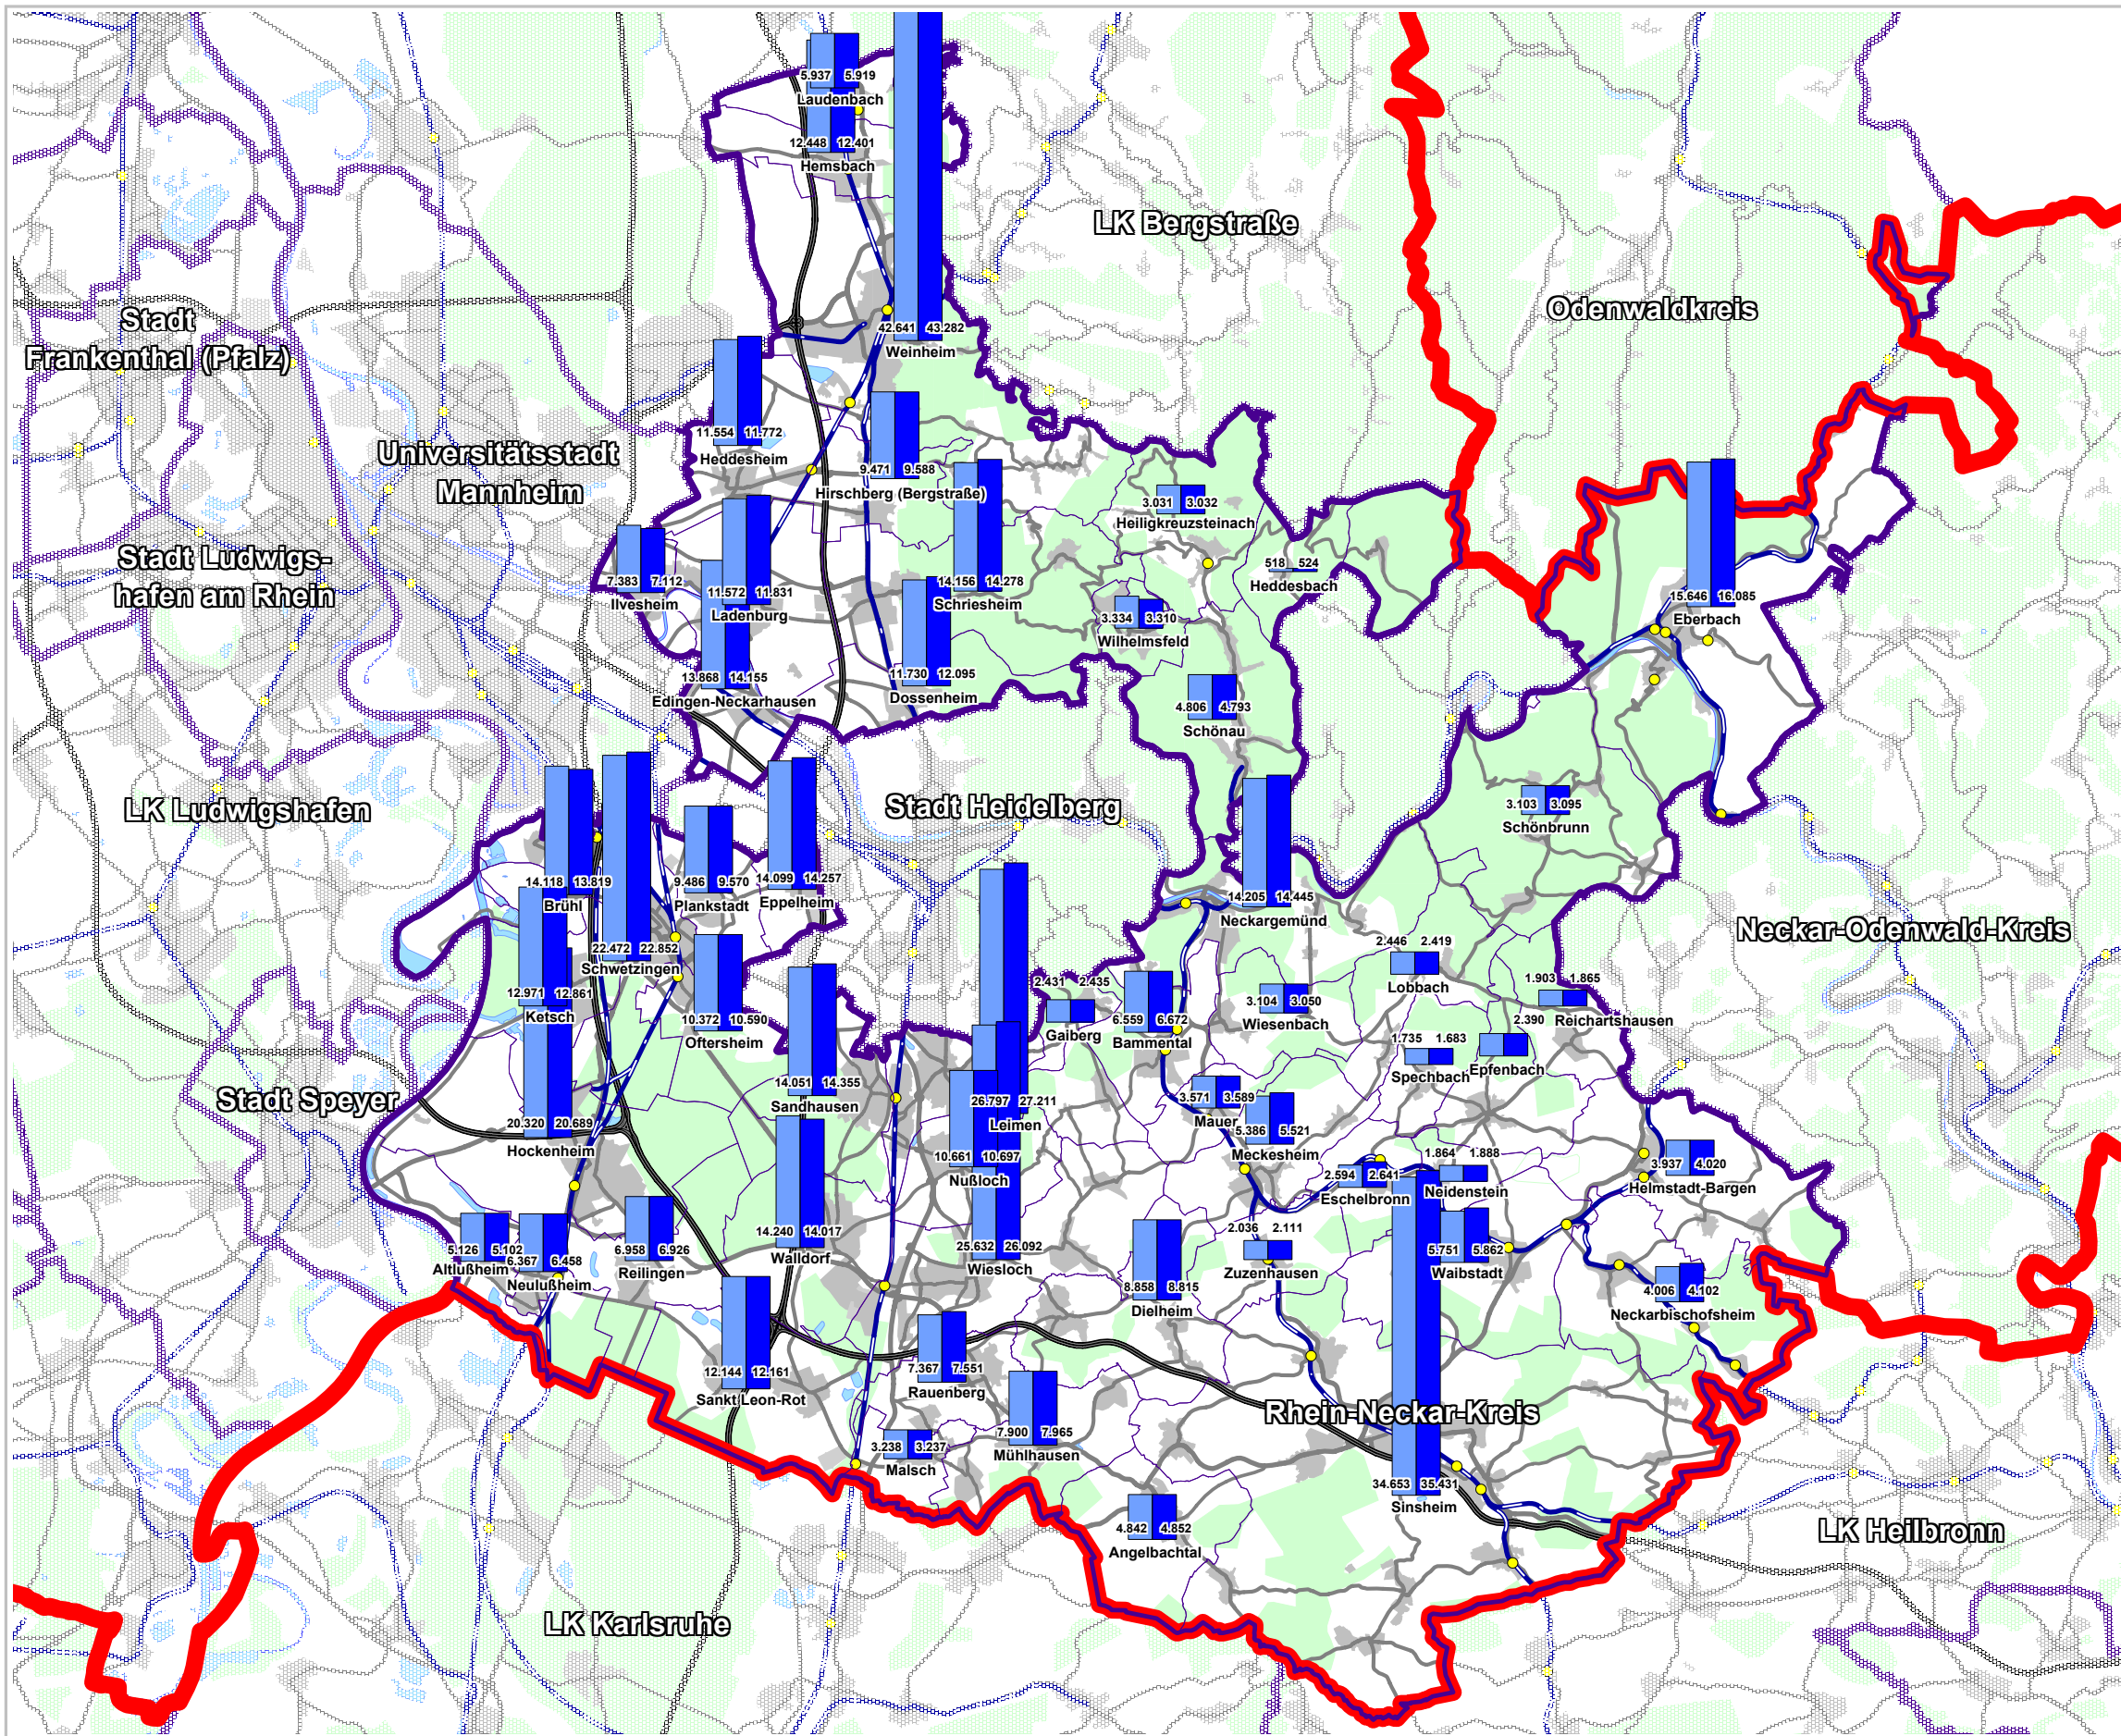 5.937 5.919
Laudenbach
12.448 12.401
Hemsbach
LK Bergstraße
Odenwaldkreis
Stadt
Frankenthal (Pfalz)
42.641 43.282
Weinheim
11.554 11.772
Heddesheim
Universitätsstadt
Mannheim
9.471 9.588
Hirschberg (Bergstraße)
3.031 3.032
Heiligkreuzsteinach
518 524
Heddesbach
Stadt Ludwigs-
hafen am Rhein
7.383 7.112
Ilvesheim
11.572 11.831
Ladenburg
14.156 14.278
Schriesheim
3.334 3.310
Wilhelmsfeld
15.646 16.085
Eberbach
13.868 14.155
Edingen-Neckarhausen
11.730 12.095
Dossenheim
4.806 4.793
Schönau
LK Ludwigshafen
Stadt Heidelberg
3.103 3.095
Schönbrunn
14.118 13.819
Brühl
9.486 9.570
Plankstadt
14.099 14.257
Eppelheim
14.205 14.445
Neckargemünd
Neckar-Odenwald-Kreis
22.472 22.852
Schwetzingen
2.446 2.419
Lobbach
12.971 12.861
Ketsch
10.372 10.590
Oftersheim
2.431 2.435
Gaiberg
6.559 6.672
Bammental
3.104 3.050
Wiesenbach
1.903 1.865
Reichartshausen
2.390
Epfenbach
1.735 1.683
Spechbach
Stadt Speyer
14.051 14.355
Sandhausen
26.797 27.211
Leimen
3.571 3.589
Mauer
5.386 5.521
Meckesheim
20.320 20.689
Hockenheim
10.661 10.697
Nußloch
2.594 2.641
Eschelbronn
1.864 1.888
Neidenstein
3.937 4.020
Helmstadt-Bargen
5.126 5.102
Altlußheim
6.367 6.458
Neulußheim
6.958 6.926
Reilingen
14.240 14.017
Walldorf
25.632 26.092
Wiesloch
2.036 2.111
Zuzenhausen
5.751 5.862
Waibstadt
8.858 8.815
Dielheim
4.006 4.102
Neckarbischofsheim
12.144 12.161
Sankt Leon-Rot
7.367 7.551
Rauenberg
Rhein-Neckar-Kreis
7.900 7.965
Mühlhausen
3.238 3.237
Malsch
34.653 35.431
Sinsheim
4.842 4.852
Angelbachtal
LK Heilbronn
LK Karlsruhe